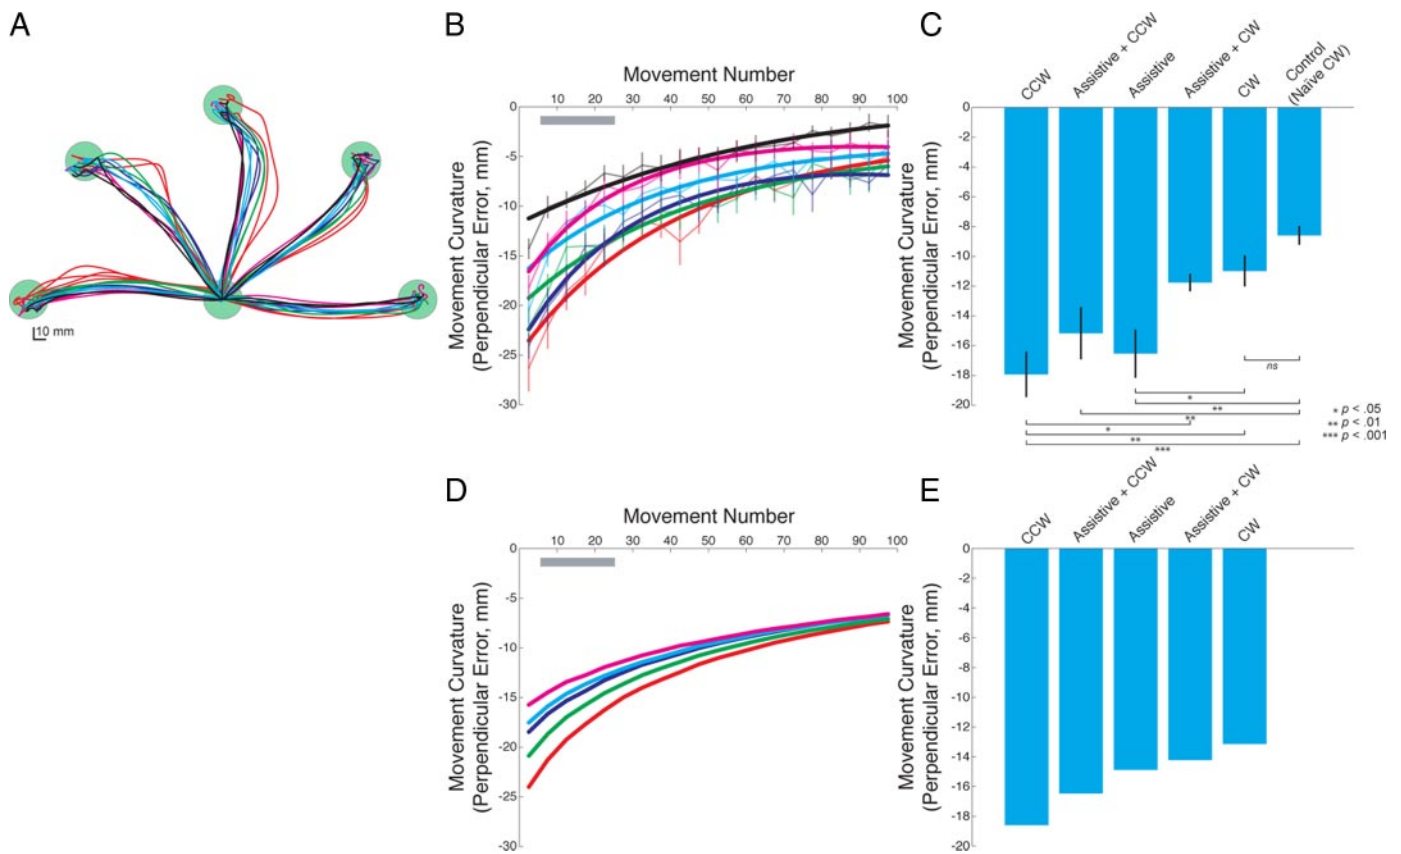 A
10 mm
B
Movement Number
10 20 30 40 50 60 70 80 90 100
0
-5
-10
-15
-20
-25
-30
Movement Curvature
(Perpendicular Error, mm)
C
CCW
Assistive + CCW
Assistive
Assistive + CW
CW
Control
(Naïve CW)
0
-2
-4
-6
-8
-10
-12
-14
-16
-18
-20
Movement Curvature
(Perpendicular Error, mm)
ns
*
**
**
*
**
***
* p < .05
** p < .01
*** p < .001
D
Movement Number
10 20 30 40 50 60 70 80 90 100
0
-5
-10
-15
-20
-25
-30
Movement Curvature
(Perpendicular Error, mm)
E
CCW
Assistive + CCW
Assistive
Assistive + CW
CW
0
-2
-4
-6
-8
-10
-12
-14
-16
-18
-20
Movement Curvature
(Perpendicular Error, mm)